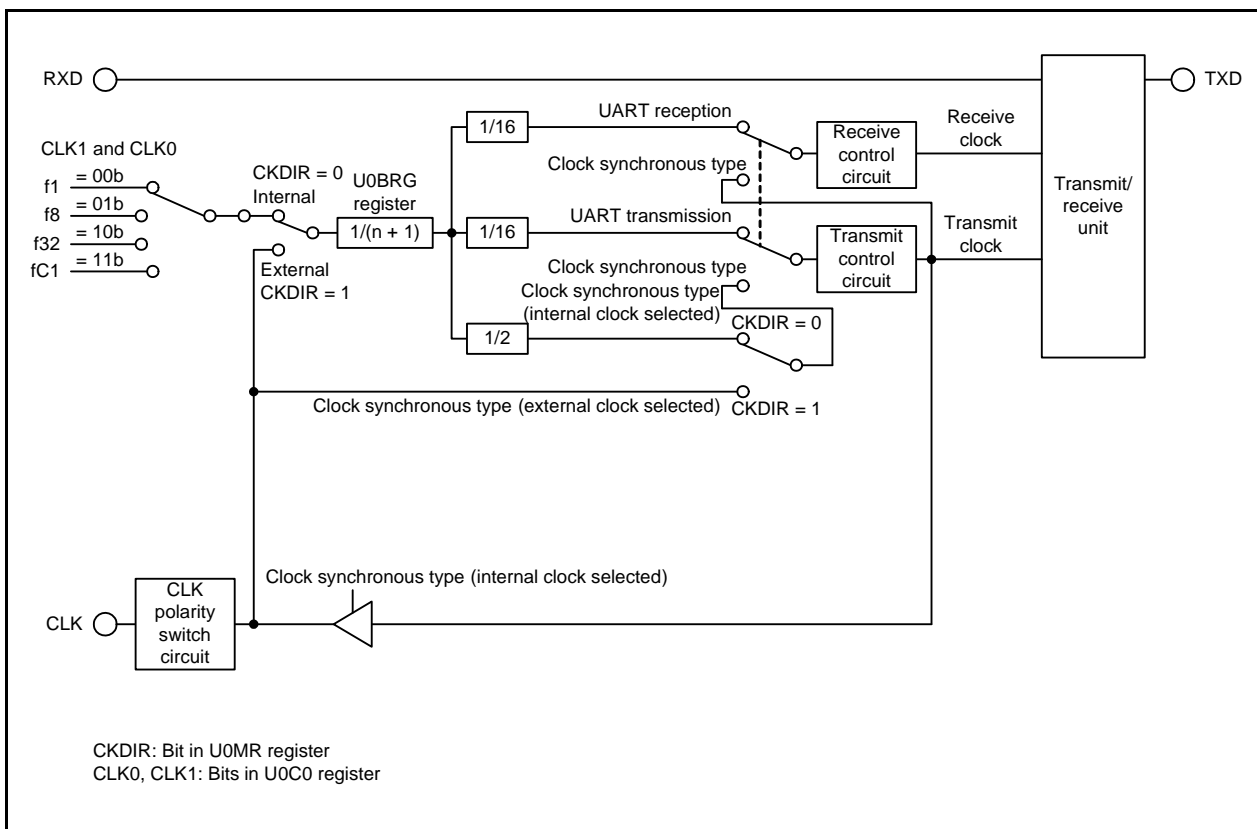 RXD
TXD
1/16
UART reception
Receive
control
circuit
Receive
clock
CLK1 and CLK0
f1
= 00b
f8
= 01b
f32
= 10b
fC1
= 11b
CKDIR = 0
Internal
U0BRG
register
1/(n + 1)
External
CKDIR = 1
Clock synchronous type
1/16
UART transmission
Transmit
control
circuit
Transmit
clock
Transmit/
receive
unit
Clock synchronous type
Clock synchronous type
(internal clock selected)
CKDIR = 0
1/2
Clock synchronous type (external clock selected)
CKDIR = 1
Clock synchronous type (internal clock selected)
CLK
CLK
polarity
switch
circuit
CKDIR: Bit in U0MR register
CLK0, CLK1: Bits in U0C0 register